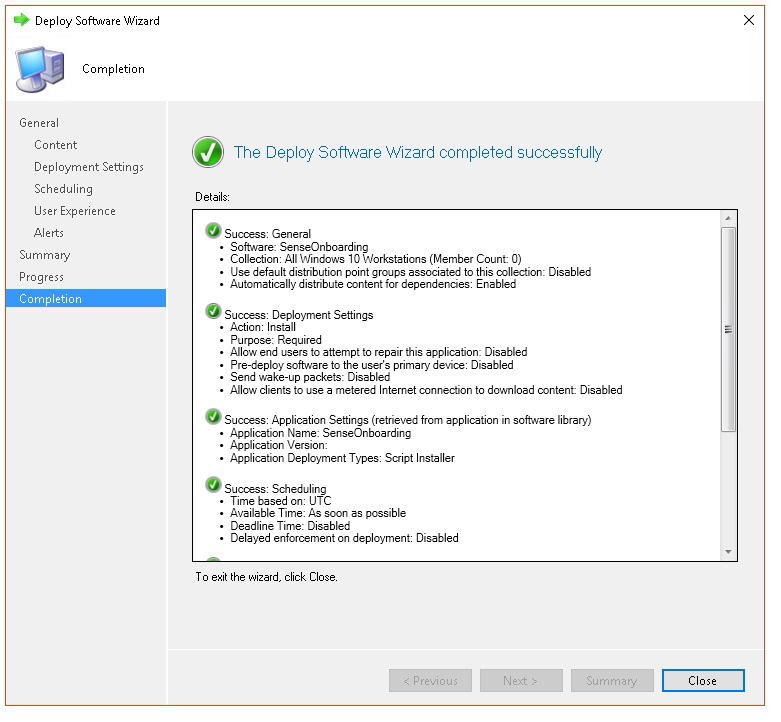 Deploy Software Wizard
Completion
General
Content
Deployment Settings
Scheduling
User Experience
Alerts
Summary
Progress
Completion
The Deploy Software Wizard completed successfully
Details:
Success: General
• Software: SenseOnboarding
• Collection: All Windows 10 Workstations (Member Count: 0)
• Use default distribution point groups associated to this collection: Disabled
• Automatically distribute content for dependencies: Enabled
Success: Deployment Settings
• Action: Install
• Purpose: Required
• Allow end users to attempt to repair this application: Disabled
• Pre-deploy software to the user's primary device: Disabled
• Send wake-up packets: Disabled
• Allow clients to use a metered Internet connection to download content: Disabled
Success: Application Settings (retrieved from application in software library)
• Application Name: SenseOnboarding
• Application Version:
• Application Deployment Types: Script Installer
Success: Scheduling
• Time based on: UTC
• Available Time: As soon as possible
• Deadline Time: Disabled
• Delayed enforcement on deployment: Disabled
To exit the wizard, click Close.
< Previous
Next >
Summary
Close